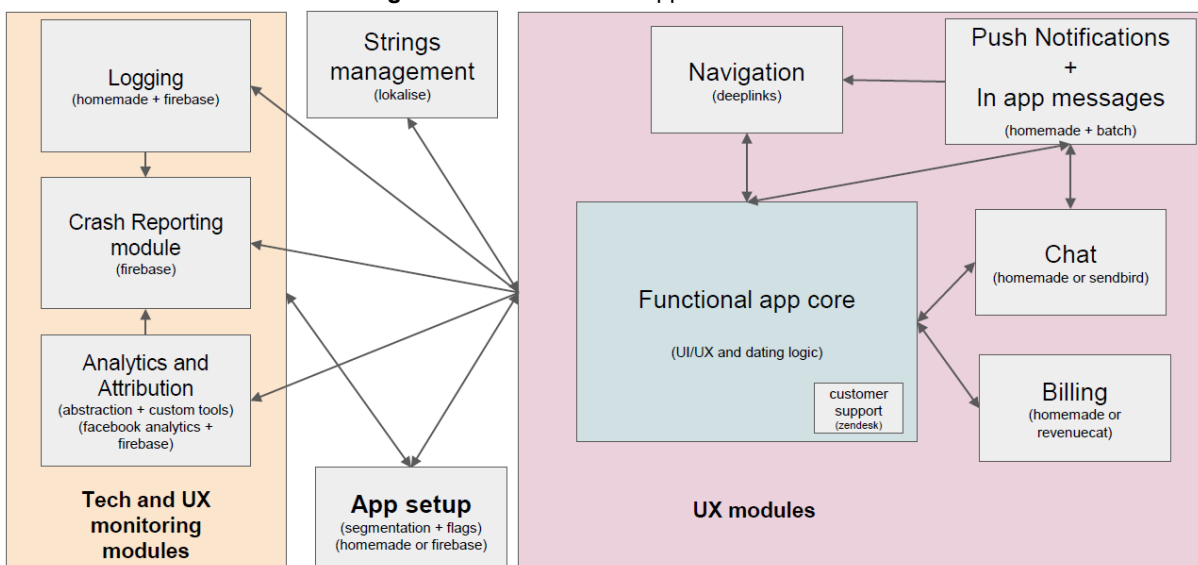 Logging
(homemade + firebase)
Crash Reporting
module
(firebase)
Analytics and
Attribution
(abstraction + custom tools)
(facebook analytics +
firebase)
Tech and UX
monitoring
modules
Strings
management
(lokalise)
App setup
(segmentation + flags)
(homemade or firebase)
Navigation
(deeplinks)
Push Notifications
+
In app messages
(homemade + batch)
Functional app core
(UI/UX and dating logic)
customer
support
(zendesk)
Chat
(homemade or sendbird)
Billing
(homemade or
revenuecat)
UX modules